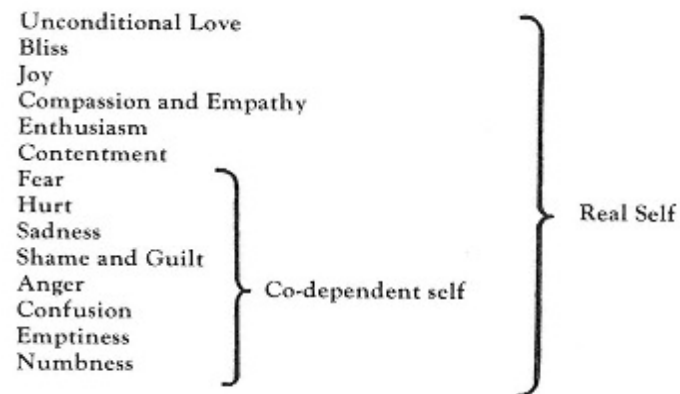 Unconditional Love
Bliss
Joy
Compassion and Empathy
Enthusiasm
Contentment
Fear
Hurt
Sadness
Shame and Guilt
Anger
Confusion
Emptiness
Numbness
Co-dependent self
Real Self